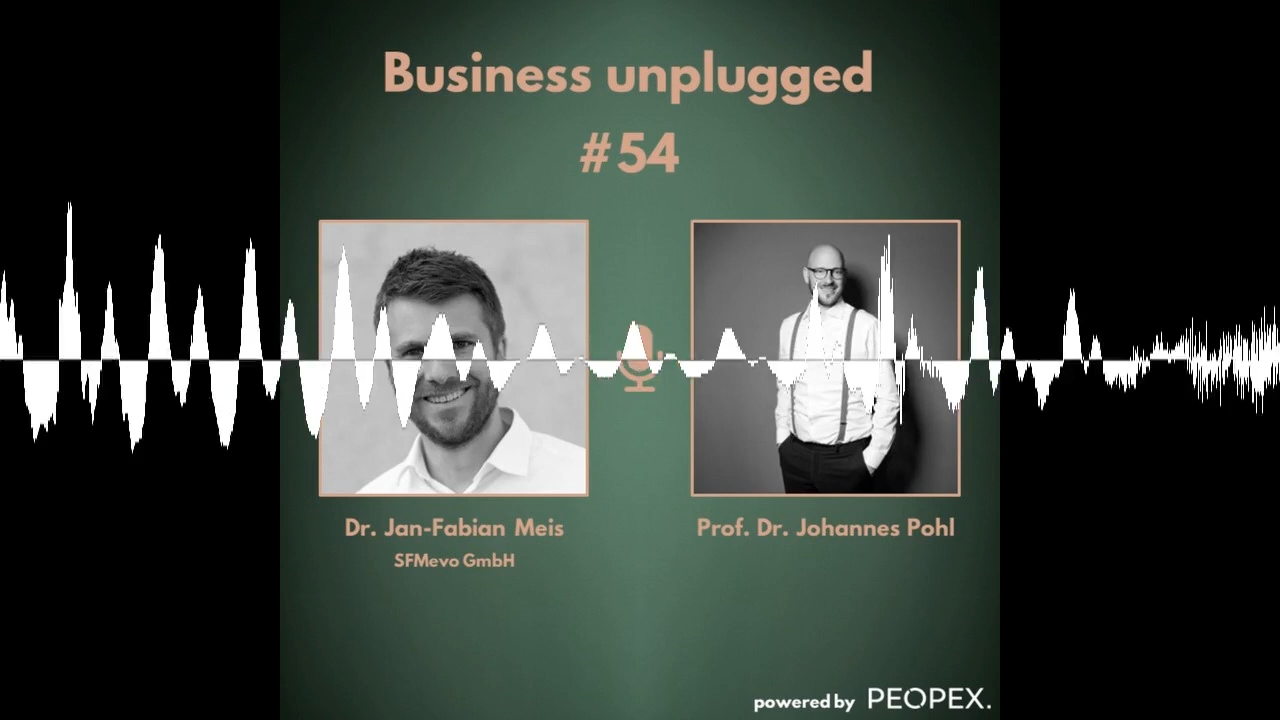 Business unplugged
#54
Dr. Jan-Fabian Meis
SFMevo GmbH
Prof. Dr. Johannes Pohl
powered by PEOPEX.